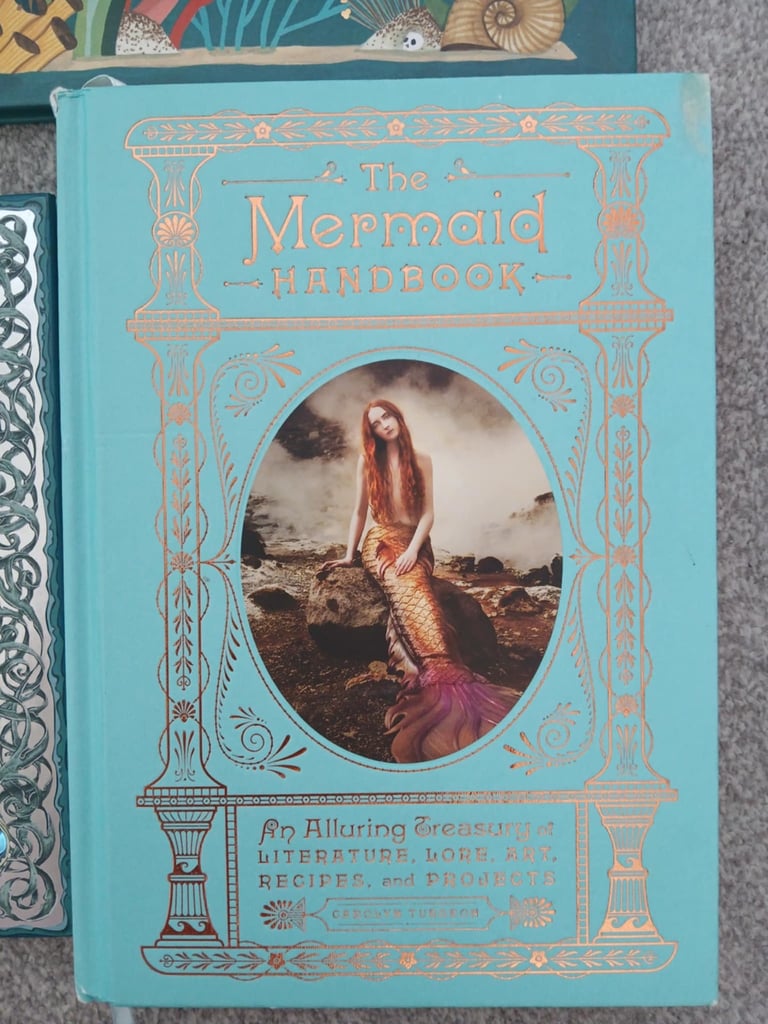 The
Mermaid
HANDBOOK
An Alluring Treasury of
LITERATURE, LORE, ART,
RECIPES, and PROJECTS
CAROLYN TURGEON